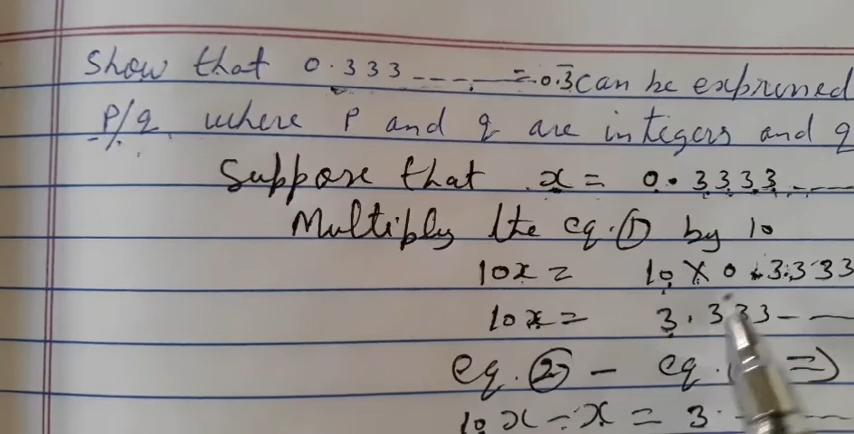 Show that 0.333 ----- = 0.3̅ can be expressed
P/q, where P and q are integers and q
Suppose that x = 0.3333 ----
Multiply the eq.① by 10
10x = 10 X 0.3333
10x = 3.333 ---
eq.② - eq. =>
10x - x = 3.